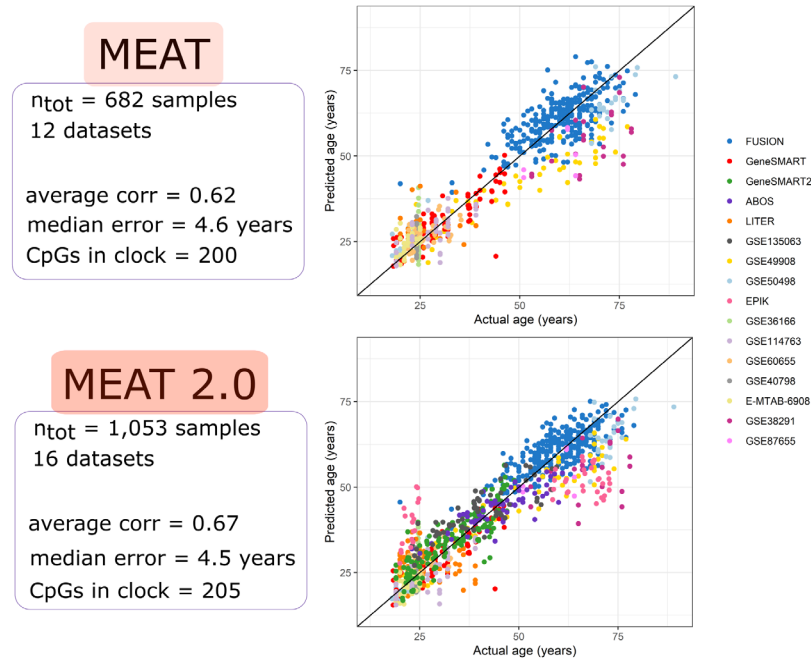 MEAT
ntot = 682 samples
12 datasets
average corr = 0.62
median error = 4.6 years
CpGs in clock = 200
Predicted age (years)
75
50
25
25
50
75
Actual age (years)
MEAT 2.0
ntot = 1,053 samples
16 datasets
average corr = 0.67
median error = 4.5 years
CpGs in clock = 205
Predicted age (years)
75
50
25
25
50
75
Actual age (years)
FUSION
GeneSMART
GeneSMART2
ABOS
LITER
GSE135063
GSE49908
GSE50498
EPIK
GSE36166
GSE114763
GSE60655
GSE40798
E-MTAB-6908
GSE38291
GSE87655